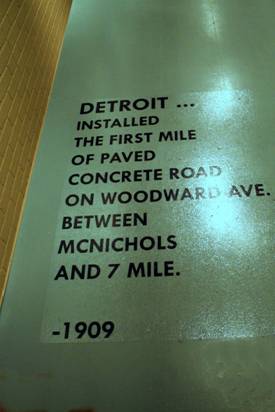 DETROIT ...
INSTALLED
THE FIRST MILE
OF PAVED
CONCRETE ROAD
ON WOODWARD AVE.
BETWEEN
MCNICHOLS
AND 7 MILE.
-1909